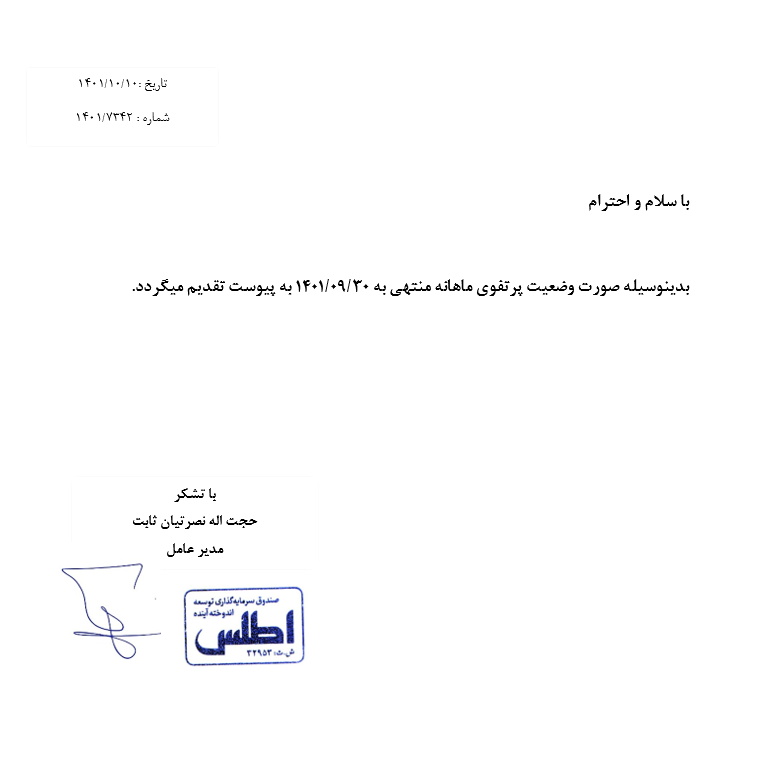 تاریخ :۱۴۰۱/۱۰/۱۰
شماره : ۱۴۰۱/۷۳۴۲
با سلام و احترام
بدینوسیله صورت وضعیت پرتفوی ماهانه منتهی به ۱۴۰۱/۰۹/۳۰ به پیوست تقدیم میگردد.
با تشکر
حجت اله نصرتیان ثابت
مدیر عامل
صندوق سرمایه‌گذاری توسعه
اندوخته آینده
اطلس
ش.ث: ۳۲۹۵۳